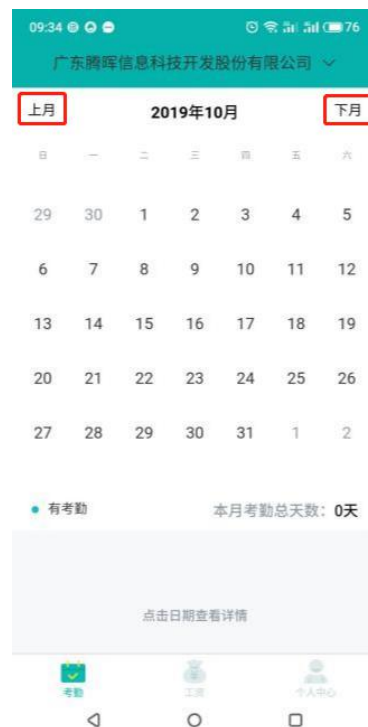 09:34 76
广东腾晖信息科技开发股份有限公司
上月 2019年10月 下月
日 一 二 三 四 五 六
29 30 1 2 3 4 5
6 7 8 9 10 11 12
13 14 15 16 17 18 19
20 21 22 23 24 25 26
27 28 29 30 31 1 2
有考勤 本月考勤总天数：0天
点击日期查看详情
考勤 工资 个人中心